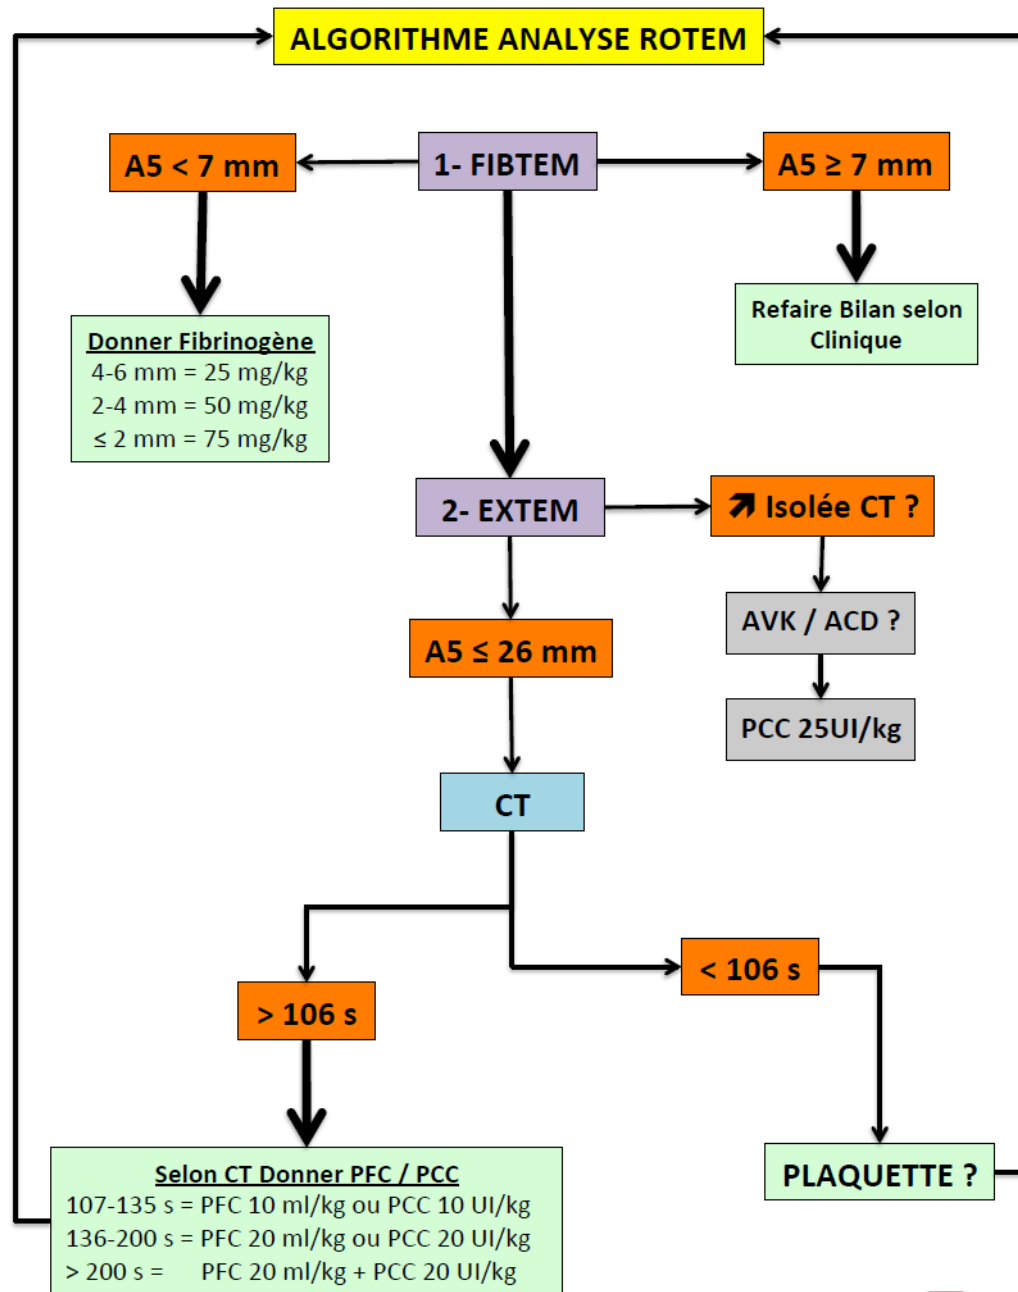 ALGORITHME ANALYSE ROTEM
A5 < 7 mm
1- FIBTEM
A5 ≥ 7 mm
Donner Fibrinogène
4-6 mm = 25 mg/kg
2-4 mm = 50 mg/kg
≤ 2 mm = 75 mg/kg
Refaire Bilan selon
Clinique
2- EXTEM
↗ Isolée CT ?
A5 ≤ 26 mm
AVK / ACD ?
PCC 25UI/kg
CT
> 106 s
< 106 s
Selon CT Donner PFC / PCC
107-135 s = PFC 10 ml/kg ou PCC 10 UI/kg
136-200 s = PFC 20 ml/kg ou PCC 20 UI/kg
> 200 s = PFC 20 ml/kg + PCC 20 UI/kg
PLAQUETTE ?